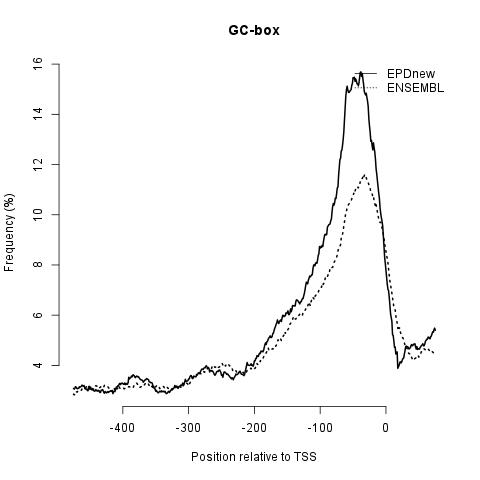 GC-box
16
14
12
10
8
6
4
Frequency (%)
EPDnew
ENSEMBL
-400 -300 -200 -100 0
Position relative to TSS